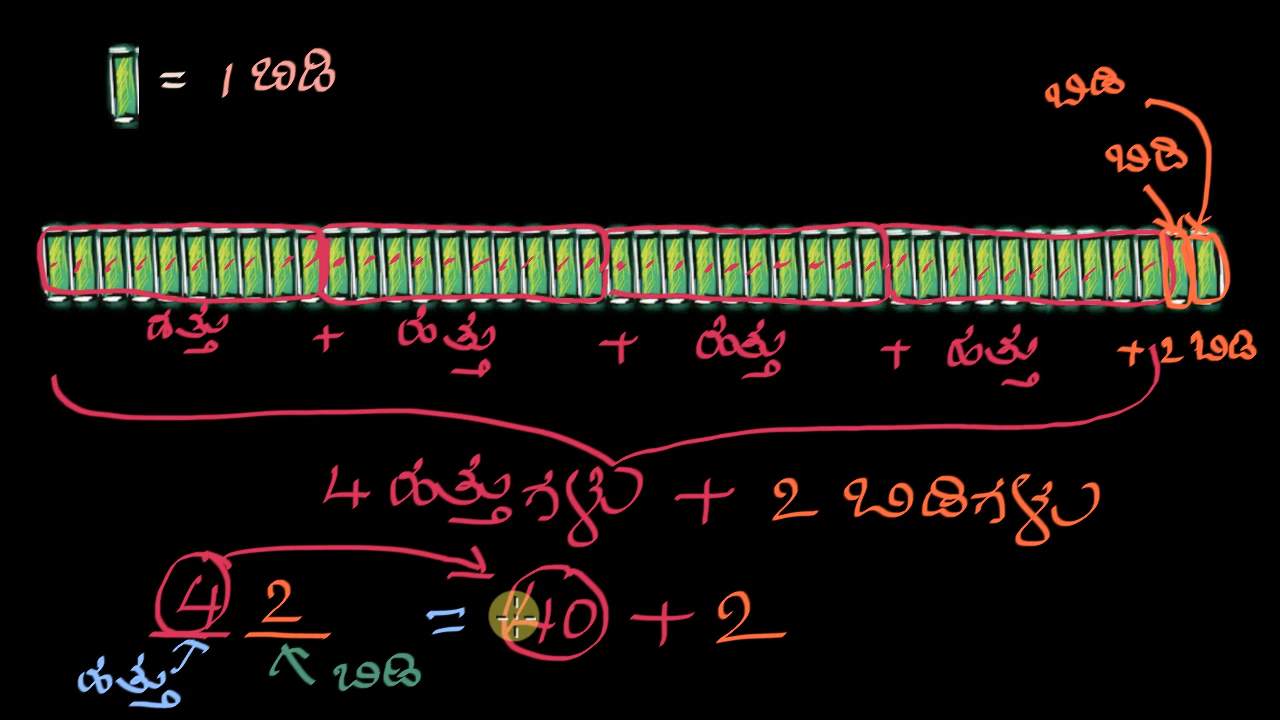 = 1 ಬಿಡಿ
ಬಿಡಿ
ಬಿಡಿ
ಹತ್ತು + ಹತ್ತು + ಹತ್ತು + ಹತ್ತು + 2 ಬಿಡಿ
4 ಹತ್ತುಗಳು + 2 ಬಿಡಿಗಳು
4 2 = 40 + 2
ಹತ್ತು ಬಿಡಿ